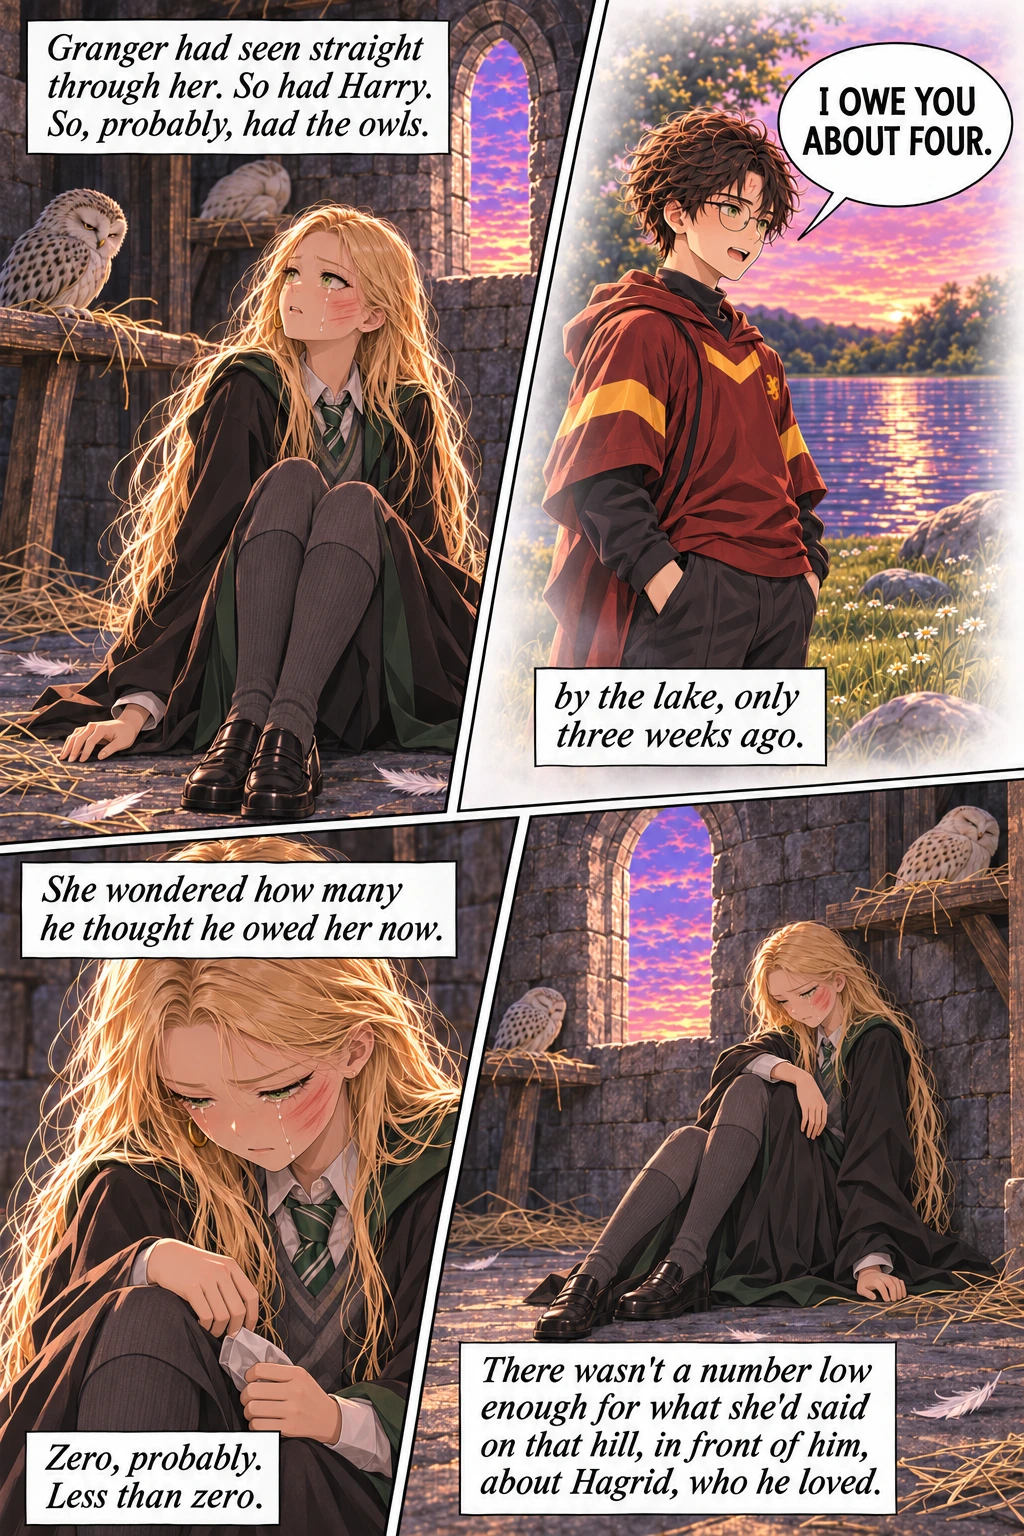 Granger had seen straight
through her. So had Harry.
So, probably, had the owls.
I OWE YOU
ABOUT FOUR.
by the lake, only
three weeks ago.
She wondered how many
he thought he owed her now.
Zero, probably.
Less than zero.
There wasn't a number low
enough for what she'd said
on that hill, in front of him,
about Hagrid, who he loved.